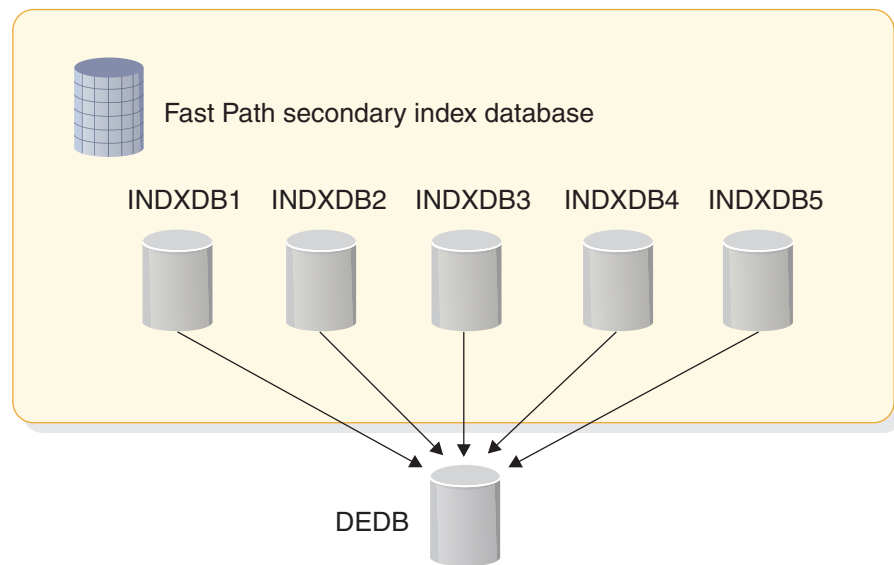 Fast Path secondary index database
INDXDB1 INDXDB2 INDXDB3 INDXDB4 INDXDB5
DEDB